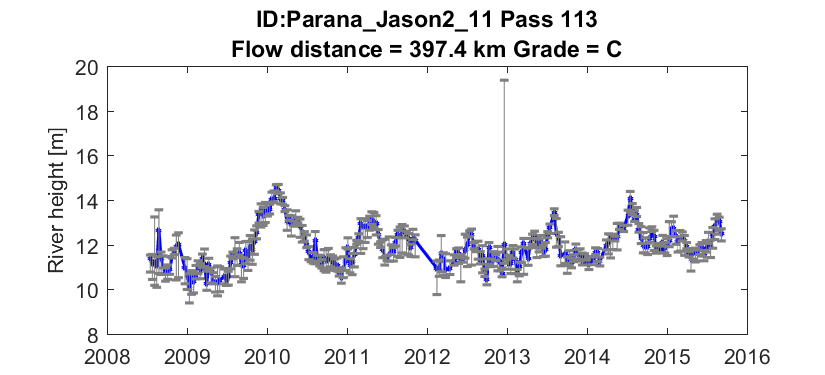 ID:Parana_Jason2_11 Pass 113
Flow distance = 397.4 km Grade = C
River height [m]
20
18
16
14
12
10
8
2008 2009 2010 2011 2012 2013 2014 2015 2016